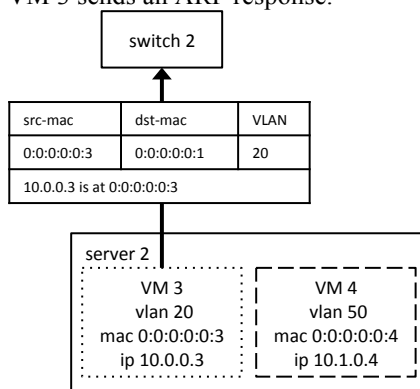 VM 3 sends an ARP response.
switch 2
src-mac dst-mac VLAN
0:0:0:0:0:3 0:0:0:0:0:1 20
10.0.0.3 is at 0:0:0:0:0:3
server 2
VM 3 VM 4
vlan 20 vlan 50
mac 0:0:0:0:0:3 mac 0:0:0:0:0:4
ip 10.0.0.3 ip 10.1.0.4